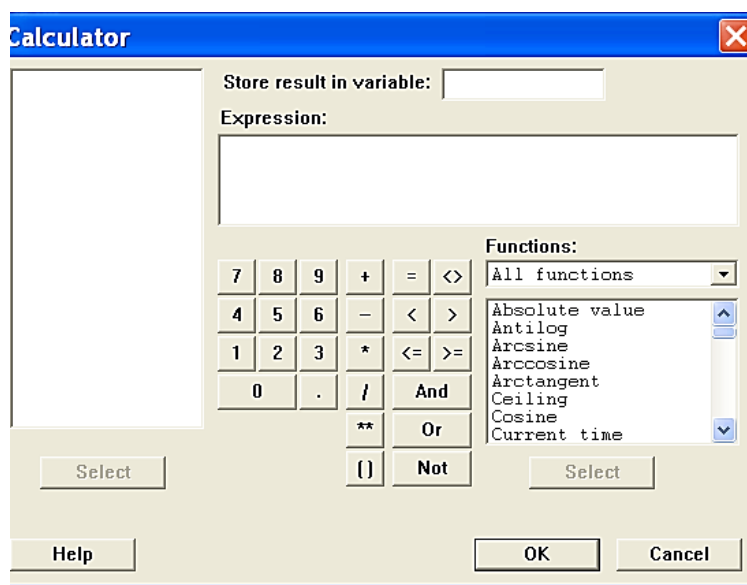 Calculator
Store result in variable:
Expression:
Functions:
All functions
7 8 9 + = <>
4 5 6 – < >
1 2 3 * <= >=
0 . / And
** Or
() Not
Absolute value
Antilog
Arcsine
Arccosine
Arctangent
Ceiling
Cosine
Current time
Select
Select
Help
OK
Cancel